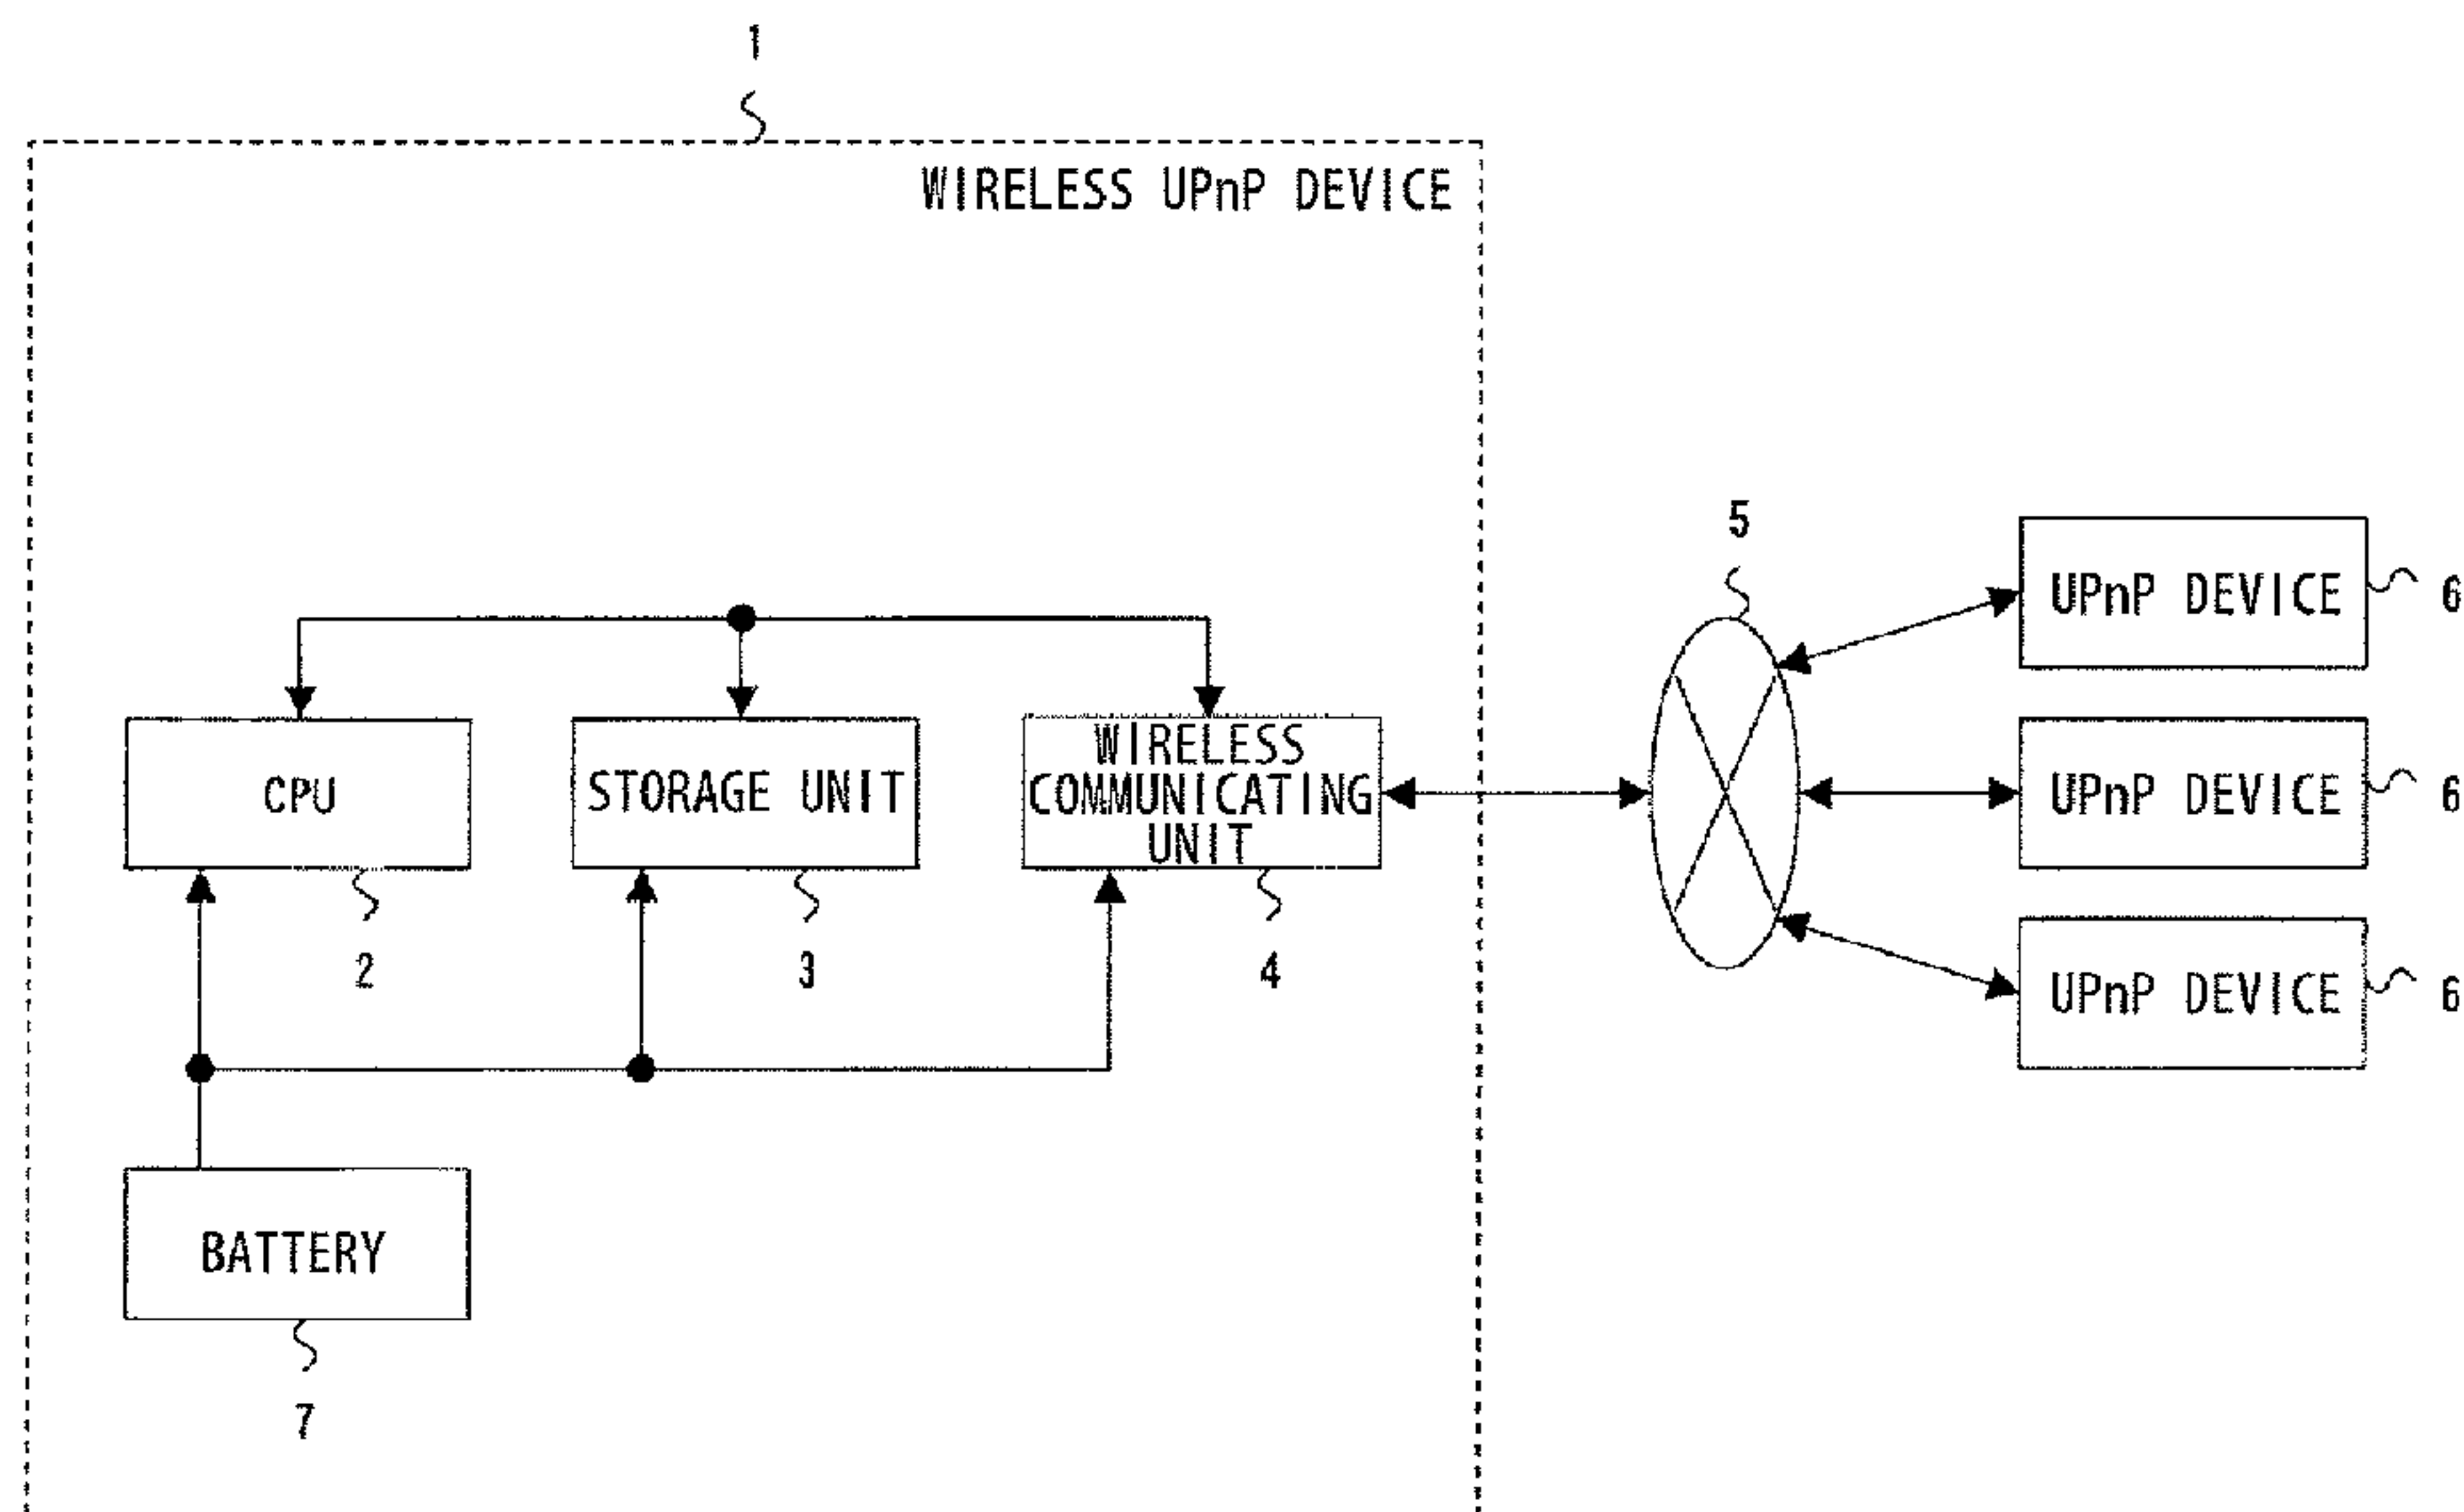 1
WIRELESS UPnP DEVICE
5
UPnP DEVICE
6
CPU
STORAGE UNIT
WIRELESS
COMMUNICATING
UNIT
UPnP DEVICE
6
2
3
4
UPnP DEVICE
6
BATTERY
7